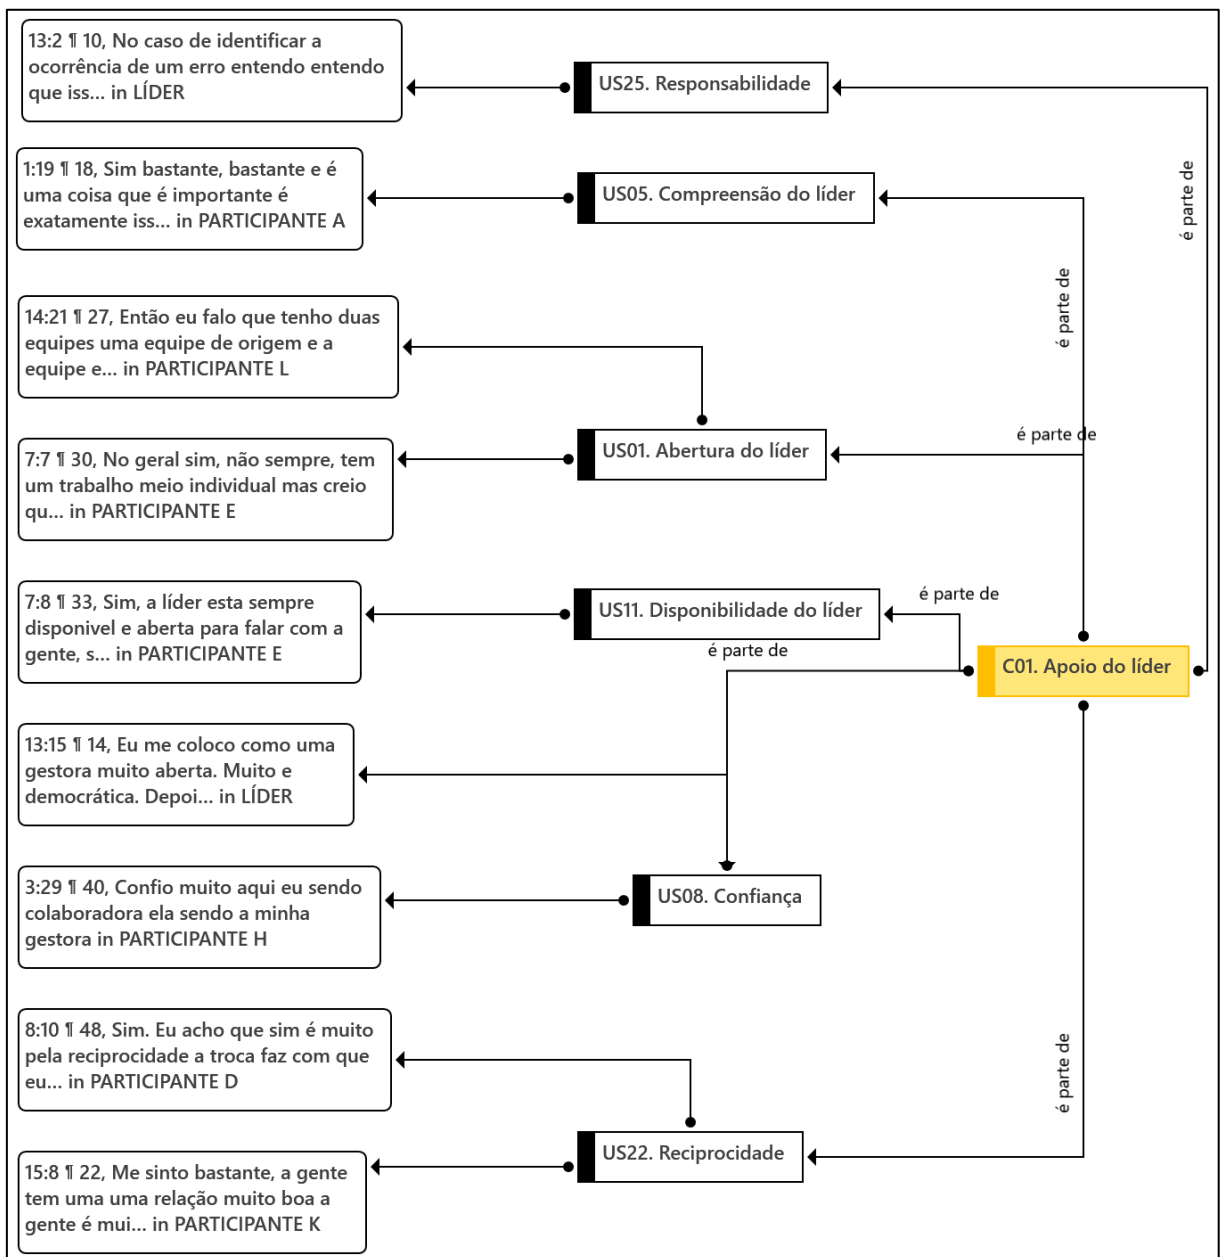 13:2 ¶ 10, No caso de identificar a
ocorrência de um erro entendo entendo
que iss... in LÍDER
US25. Responsabilidade
1:19 ¶ 18, Sim bastante, bastante e é
uma coisa que é importante é
exatamente iss... in PARTICIPANTE A
US05. Compreensão do líder
é parte de
é parte de
14:21 ¶ 27, Então eu falo que tenho duas
equipes uma equipe de origem e a
equipe e... in PARTICIPANTE L
US01. Abertura do líder
é parte de
7:7 ¶ 30, No geral sim, não sempre, tem
um trabalho meio individual mas creio
qu... in PARTICIPANTE E
7:8 ¶ 33, Sim, a líder esta sempre
disponivel e aberta para falar com a
gente, s... in PARTICIPANTE E
US11. Disponibilidade do líder
é parte de
é parte de
C01. Apoio do líder
13:15 ¶ 14, Eu me coloco como uma
gestora muito aberta. Muito e
democrática. Depoi... in LÍDER
3:29 ¶ 40, Confio muito aqui eu sendo
colaboradora ela sendo a minha
gestora in PARTICIPANTE H
US08. Confiança
8:10 ¶ 48, Sim. Eu acho que sim é muito
pela reciprocidade a troca faz com que
eu... in PARTICIPANTE D
é parte de
US22. Reciprocidade
15:8 ¶ 22, Me sinto bastante, a gente
tem uma uma relação muito boa a
gente é mui... in PARTICIPANTE K